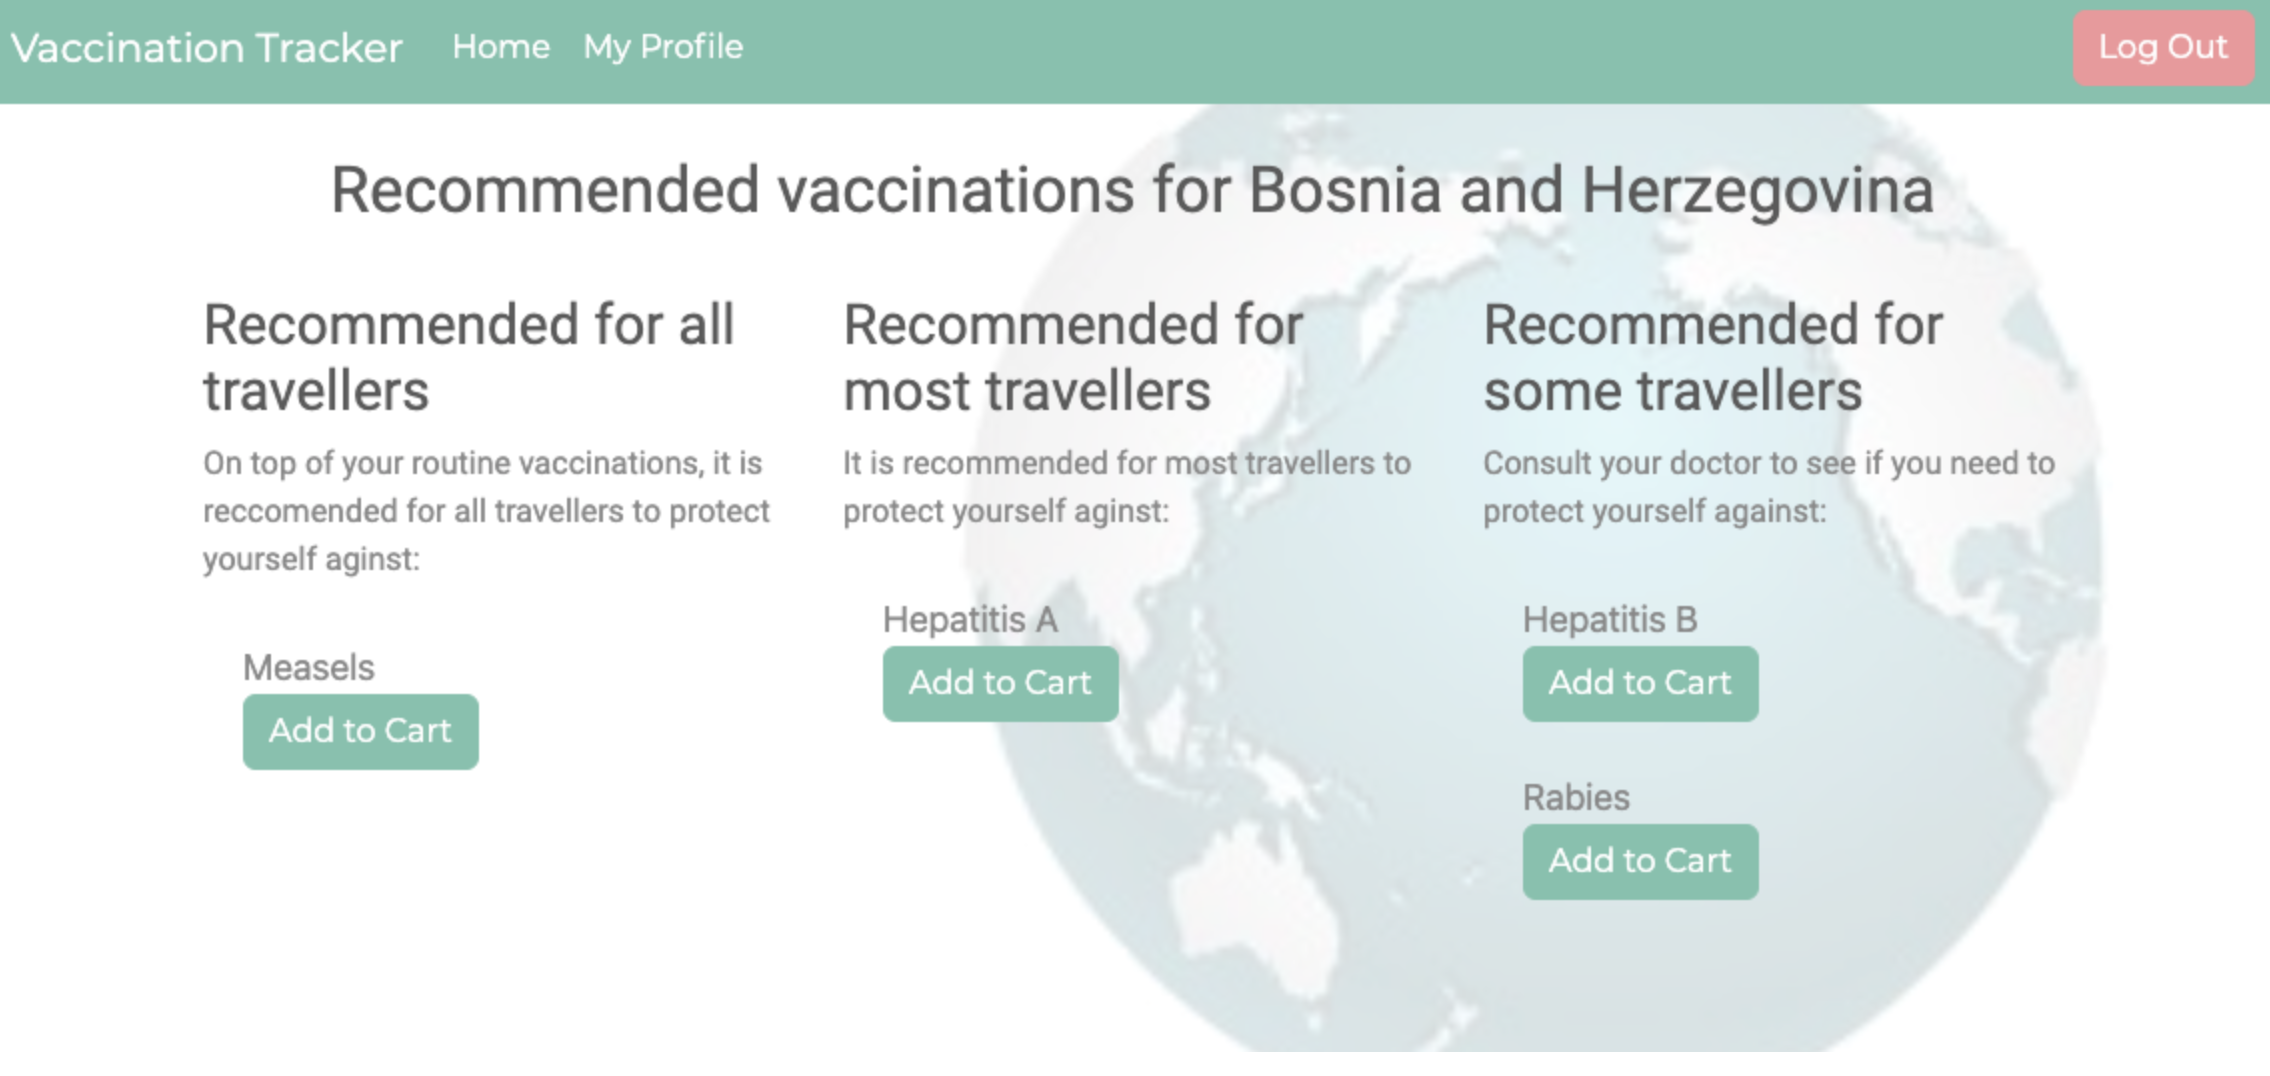 Vaccination Tracker Home My Profile Log Out
Recommended vaccinations for Bosnia and Herzegovina
Recommended for all
travellers
On top of your routine vaccinations, it is
reccomended for all travellers to protect
yourself aginst:
Measels
Add to Cart
Recommended for
most travellers
It is recommended for most travellers to
protect yourself aginst:
Hepatitis A
Add to Cart
Recommended for
some travellers
Consult your doctor to see if you need to
protect yourself against:
Hepatitis B
Add to Cart
Rabies
Add to Cart